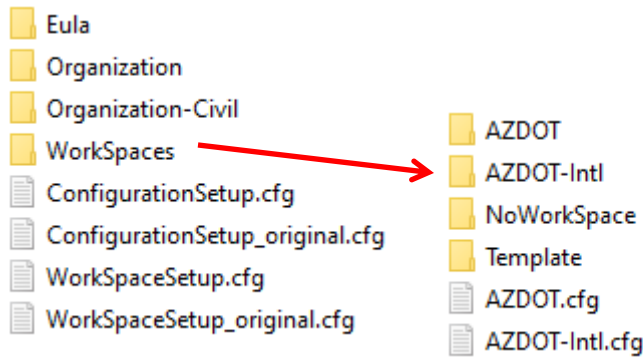 Eula
Organization
Organization-Civil
WorkSpaces
ConfigurationSetup.cfg
ConfigurationSetup_original.cfg
WorkSpaceSetup.cfg
WorkSpaceSetup_original.cfg
AZDOT
AZDOT-Intl
NoWorkSpace
Template
AZDOT.cfg
AZDOT-Intl.cfg